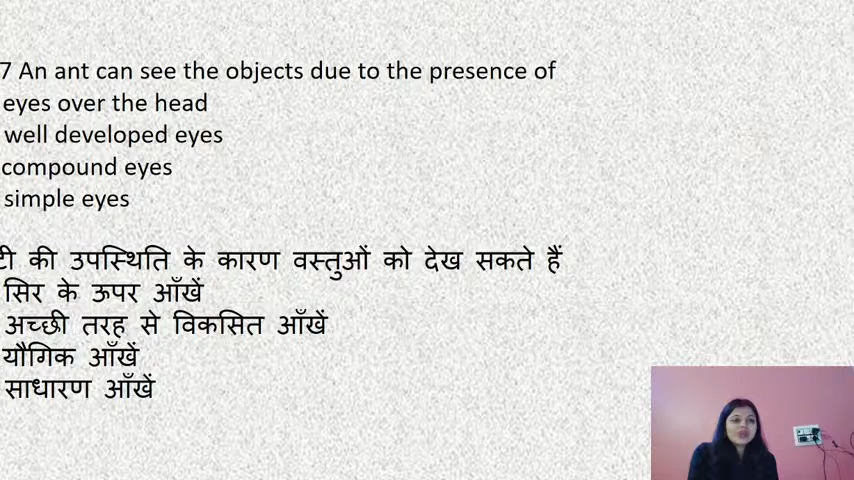 7 An ant can see the objects due to the presence of
eyes over the head
well developed eyes
compound eyes
simple eyes
की उपस्थिति के कारण वस्तुओं को देख सकते हैं
सिर के ऊपर आँखें
अच्छी तरह से विकसित आँखें
यौगिक आँखें
साधारण आँखें